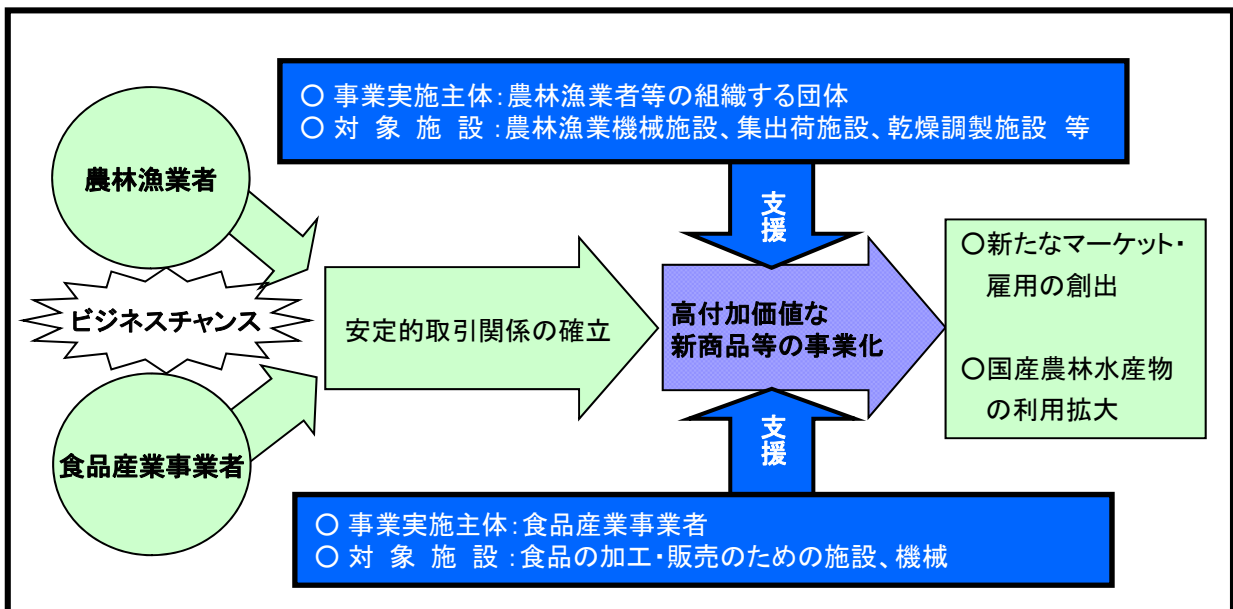 ○ 事業実施主体:農林漁業者等の組織する団体
○ 対 象 施 設 :農林漁業機械施設、集出荷施設、乾燥調製施設 等
農林漁業者
支援
ビジネスチャンス
安定的取引関係の確立
高付加価値な
新商品等の事業化
○新たなマーケット・
雇用の創出
○国産農林水産物
の利用拡大
食品産業事業者
支援
○ 事業実施主体:食品産業事業者
○ 対 象 施 設 :食品の加工・販売のための施設、機械